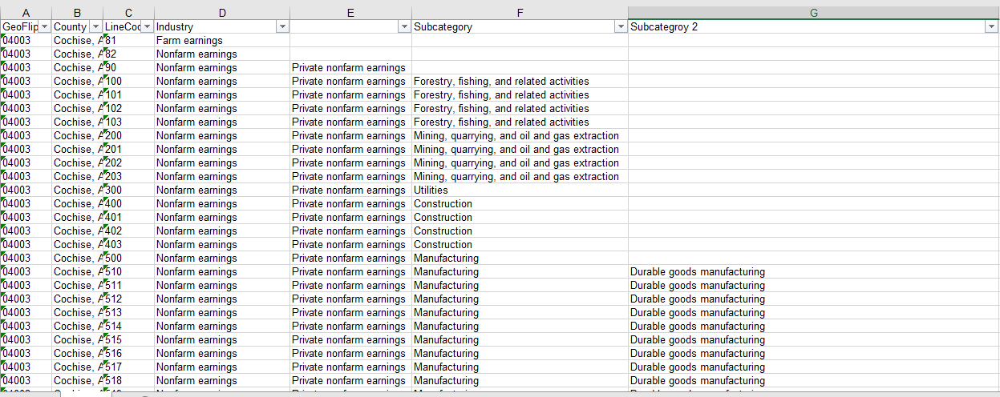 A B C D E F G
GeoFlip County LineCod Industry Subcategory Subcategroy 2
04003 Cochise, A 81 Farm earnings
04003 Cochise, A 82 Nonfarm earnings
04003 Cochise, A 90 Nonfarm earnings Private nonfarm earnings
04003 Cochise, A 100 Nonfarm earnings Private nonfarm earnings Forestry, fishing, and related activities
04003 Cochise, A 101 Nonfarm earnings Private nonfarm earnings Forestry, fishing, and related activities
04003 Cochise, A 102 Nonfarm earnings Private nonfarm earnings Forestry, fishing, and related activities
04003 Cochise, A 103 Nonfarm earnings Private nonfarm earnings Forestry, fishing, and related activities
04003 Cochise, A 200 Nonfarm earnings Private nonfarm earnings Mining, quarrying, and oil and gas extraction
04003 Cochise, A 201 Nonfarm earnings Private nonfarm earnings Mining, quarrying, and oil and gas extraction
04003 Cochise, A 202 Nonfarm earnings Private nonfarm earnings Mining, quarrying, and oil and gas extraction
04003 Cochise, A 203 Nonfarm earnings Private nonfarm earnings Mining, quarrying, and oil and gas extraction
04003 Cochise, A 300 Nonfarm earnings Private nonfarm earnings Utilities
04003 Cochise, A 400 Nonfarm earnings Private nonfarm earnings Construction
04003 Cochise, A 401 Nonfarm earnings Private nonfarm earnings Construction
04003 Cochise, A 402 Nonfarm earnings Private nonfarm earnings Construction
04003 Cochise, A 403 Nonfarm earnings Private nonfarm earnings Construction
04003 Cochise, A 500 Nonfarm earnings Private nonfarm earnings Manufacturing
04003 Cochise, A 510 Nonfarm earnings Private nonfarm earnings Manufacturing Durable goods manufacturing
04003 Cochise, A 511 Nonfarm earnings Private nonfarm earnings Manufacturing Durable goods manufacturing
04003 Cochise, A 512 Nonfarm earnings Private nonfarm earnings Manufacturing Durable goods manufacturing
04003 Cochise, A 513 Nonfarm earnings Private nonfarm earnings Manufacturing Durable goods manufacturing
04003 Cochise, A 514 Nonfarm earnings Private nonfarm earnings Manufacturing Durable goods manufacturing
04003 Cochise, A 515 Nonfarm earnings Private nonfarm earnings Manufacturing Durable goods manufacturing
04003 Cochise, A 516 Nonfarm earnings Private nonfarm earnings Manufacturing Durable goods manufacturing
04003 Cochise, A 517 Nonfarm earnings Private nonfarm earnings Manufacturing Durable goods manufacturing
04003 Cochise, A 518 Nonfarm earnings Private nonfarm earnings Manufacturing Durable goods manufacturing